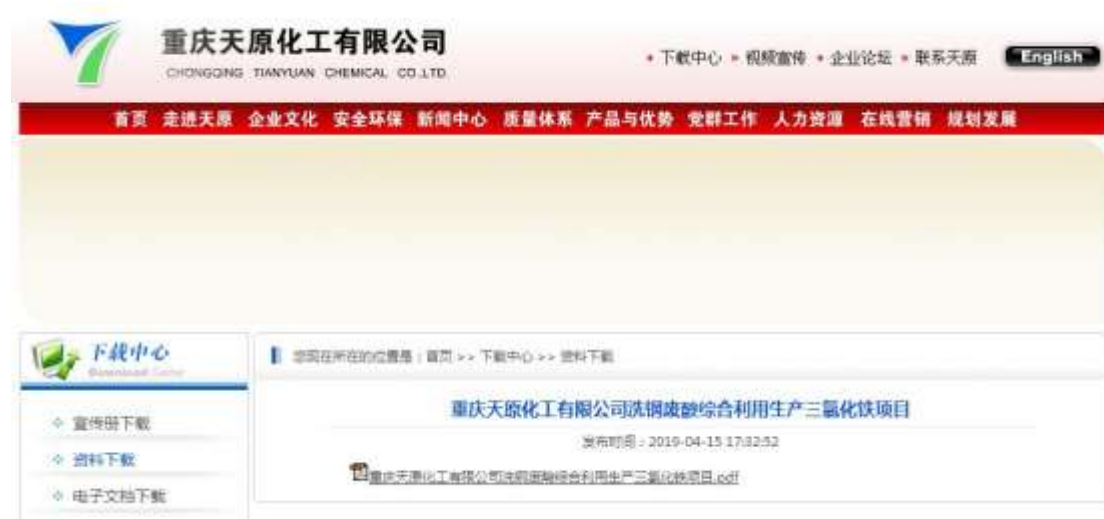 重庆天原化工有限公司
CHONGQING TIANYUAN CHEMICAL CO.LTD
下载中心 视频宣传 企业论坛 联系天原 English
首页 走进天原 企业文化 安全环保 新闻中心 质量体系 产品与优势 党群工作 人力资源 在线营销 规划发展
下载中心
Download Center
您现在所在的位置是：首页 >> 下载中心 >> 资料下载
重庆天原化工有限公司洗钢废酸综合利用生产三氯化铁项目
发布时间：2019-04-15 17:32:52
重庆天原化工有限公司洗钢废酸综合利用生产三氯化铁项目.pdf
宣传册下载
资料下载
电子文档下载